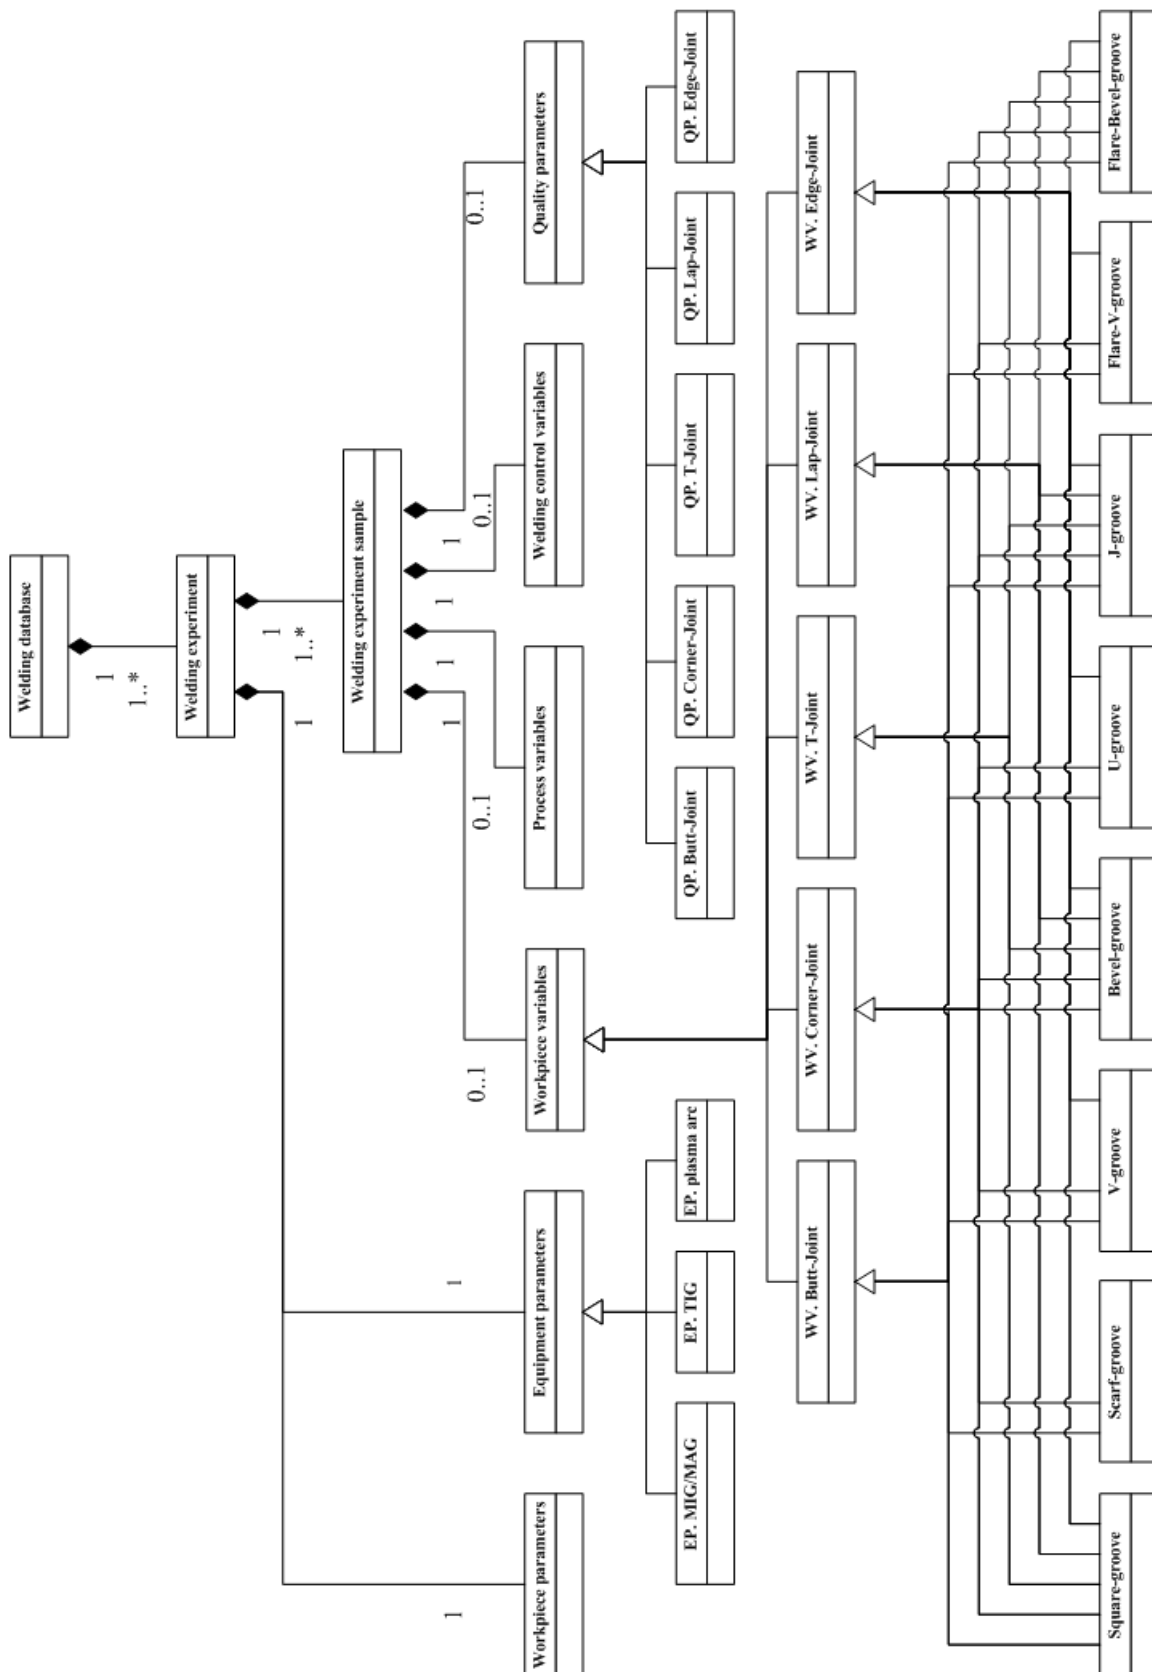 Welding database
1
1..*
Welding experiment
1
1
1..*
Welding experiment sample
1
1
1
1
0..1
0..1
0..1
0..1
1
1
Workpiece parameters
Equipment parameters
Workpiece variables
Process variables
Welding control variables
Quality parameters
EP. MIG/MAG
EP. TIG
EP. plasma arc
QP. Butt-Joint
QP. Corner-Joint
QP. T-Joint
QP. Lap-Joint
QP. Edge-Joint
WV. Butt-Joint
WV. Corner-Joint
WV. T-Joint
WV. Lap-Joint
WV. Edge-Joint
Square-groove
Scarf-groove
V-groove
Bevel-groove
U-groove
J-groove
Flare-V-groove
Flare-Bevel-groove